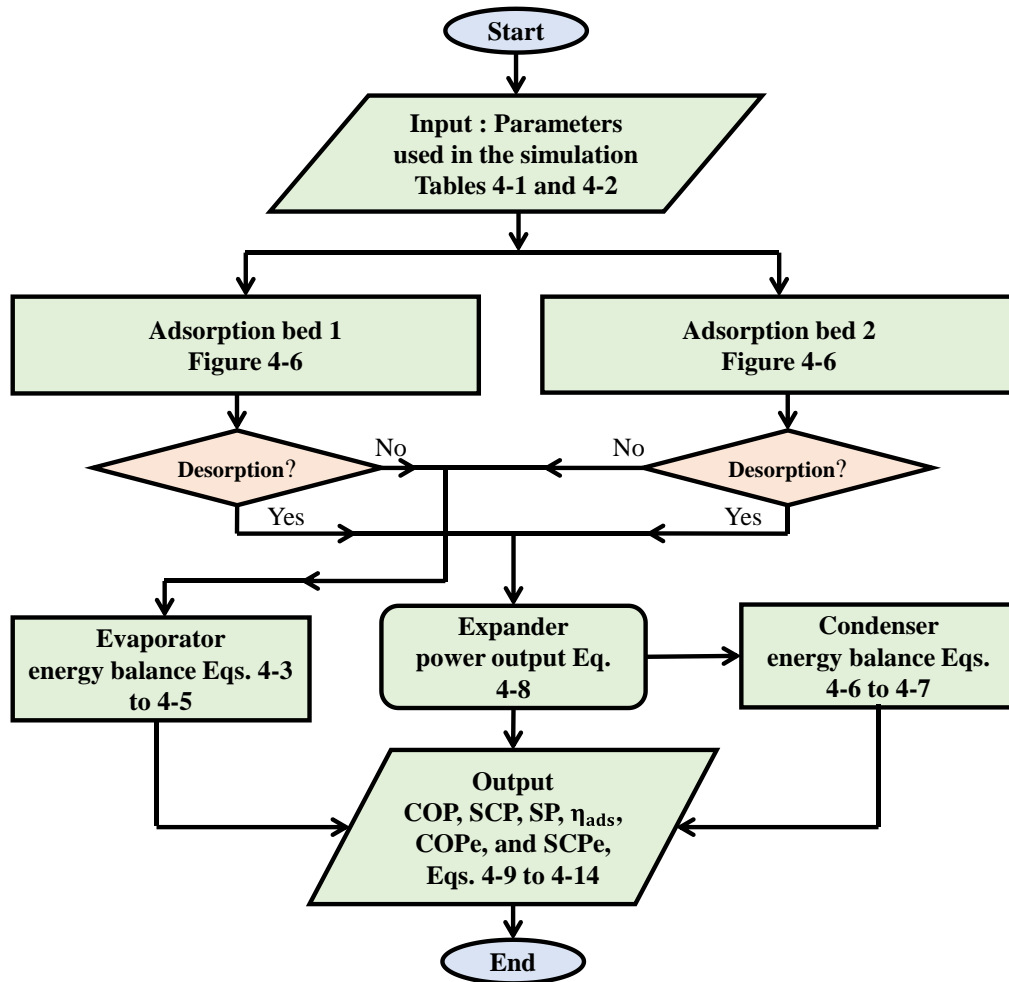 Start
Input : Parameters
used in the simulation
Tables 4-1 and 4-2
Adsorption bed 1
Figure 4-6
Adsorption bed 2
Figure 4-6
Desorption?
No
No
Desorption?
Yes
Yes
Evaporator
energy balance Eqs. 4-3
to 4-5
Expander
power output Eq.
4-8
Condenser
energy balance Eqs.
4-6 to 4-7
Output
COP, SCP, SP, η_ads,
COPe, and SCPe,
Eqs. 4-9 to 4-14
End